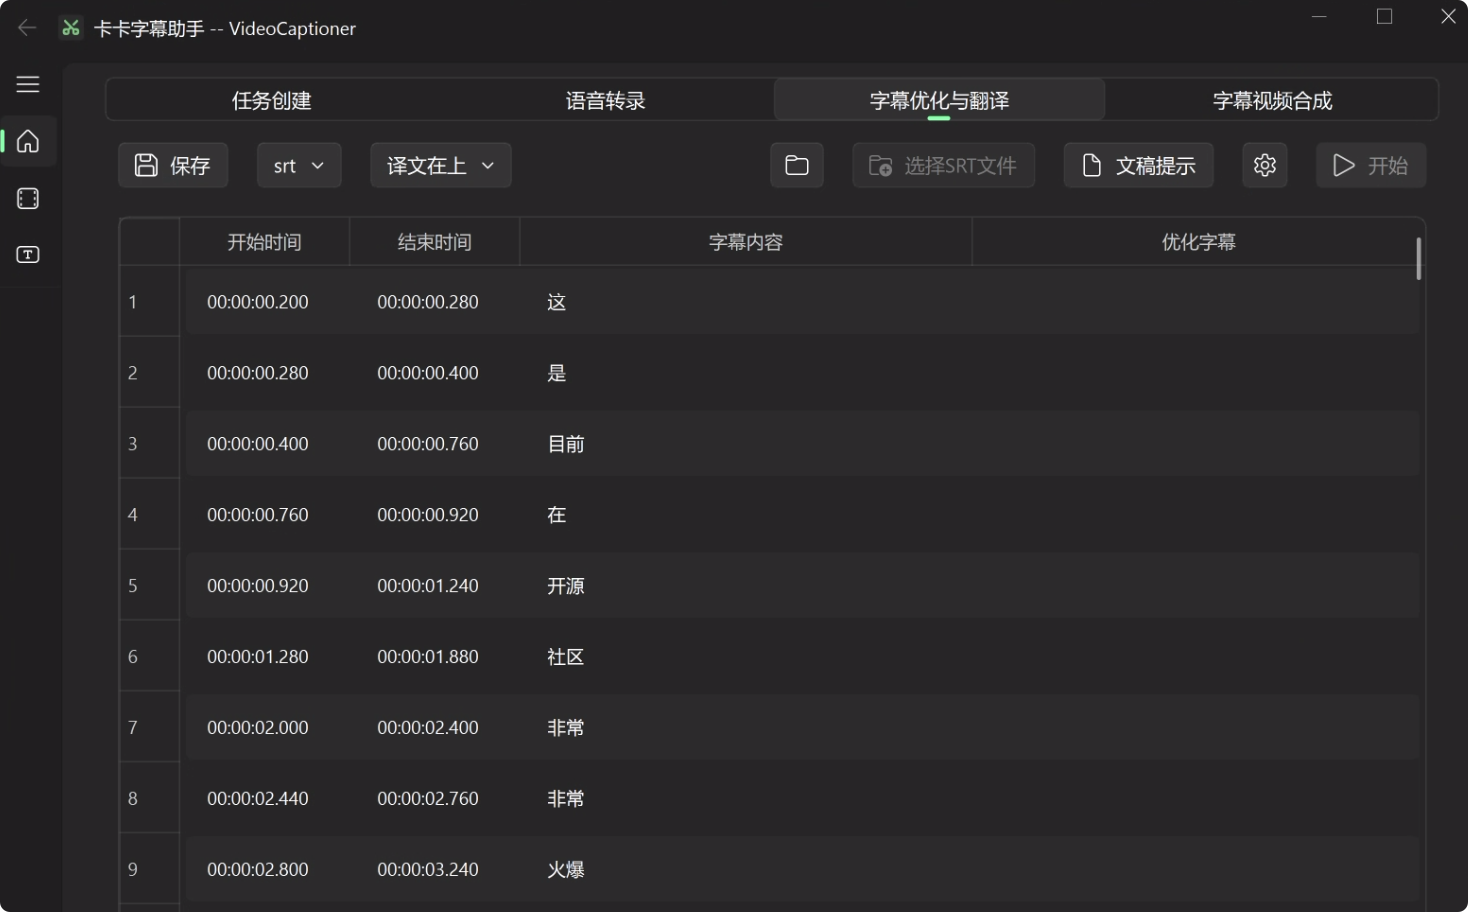 卡卡字幕助手 -- VideoCaptioner
任务创建 语音转录 字幕优化与翻译 字幕视频合成
保存 srt 译文在上 选择SRT文件 文稿提示 开始
T
开始时间 结束时间 字幕内容 优化字幕
1 00:00:00.200 00:00:00.280 这
2 00:00:00.280 00:00:00.400 是
3 00:00:00.400 00:00:00.760 目前
4 00:00:00.760 00:00:00.920 在
5 00:00:00.920 00:00:01.240 开源
6 00:00:01.280 00:00:01.880 社区
7 00:00:02.000 00:00:02.400 非常
8 00:00:02.440 00:00:02.760 非常
9 00:00:02.800 00:00:03.240 火爆